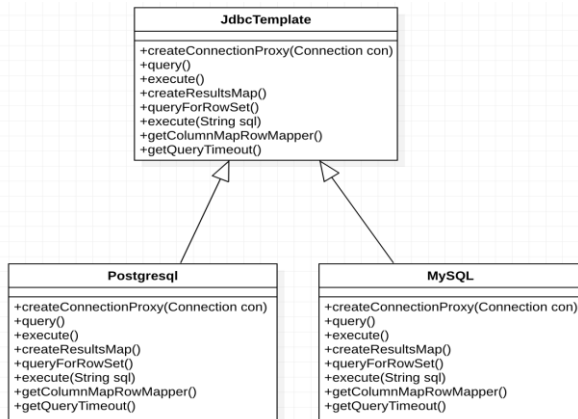 JdbcTemplate
+createConnectionProxy(Connection con)
+query()
+execute()
+createResultsMap()
+queryForRowSet()
+execute(String sql)
+getColumnMapRowMapper()
+getQueryTimeout()
Postgresql
+createConnectionProxy(Connection con)
+query()
+execute()
+createResultsMap()
+queryForRowSet()
+execute(String sql)
+getColumnMapRowMapper()
+getQueryTimeout()
MySQL
+createConnectionProxy(Connection con)
+query()
+execute()
+createResultsMap()
+queryForRowSet()
+execute(String sql)
+getColumnMapRowMapper()
+getQueryTimeout()